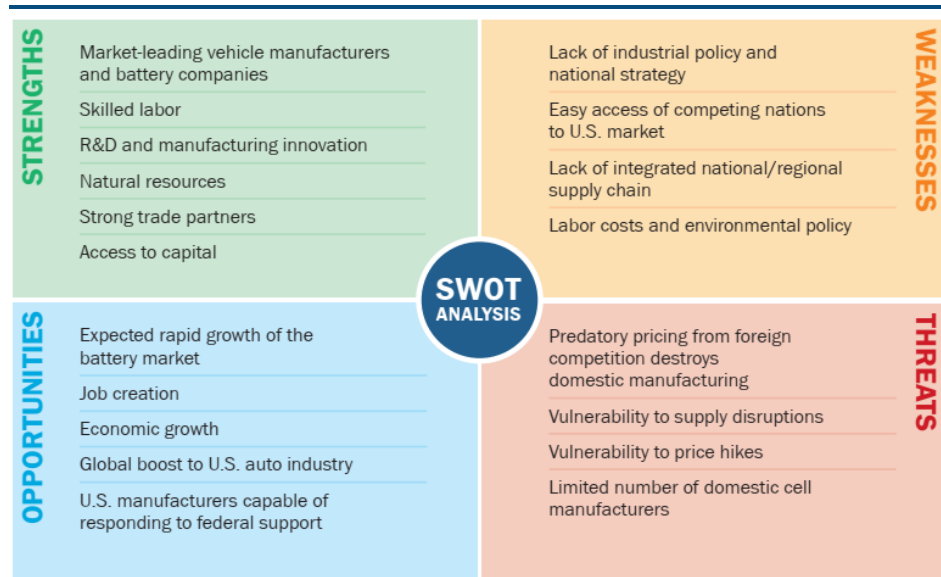 STRENGTHS
Market-leading vehicle manufacturers
and battery companies
Skilled labor
R&D and manufacturing innovation
Natural resources
Strong trade partners
Access to capital
WEAKNESSES
Lack of industrial policy and
national strategy
Easy access of competing nations
to U.S. market
Lack of integrated national/regional
supply chain
Labor costs and environmental policy
SWOT
ANALYSIS
OPPORTUNITIES
Expected rapid growth of the
battery market
Job creation
Economic growth
Global boost to U.S. auto industry
U.S. manufacturers capable of
responding to federal support
THREATS
Predatory pricing from foreign
competition destroys
domestic manufacturing
Vulnerability to supply disruptions
Vulnerability to price hikes
Limited number of domestic cell
manufacturers